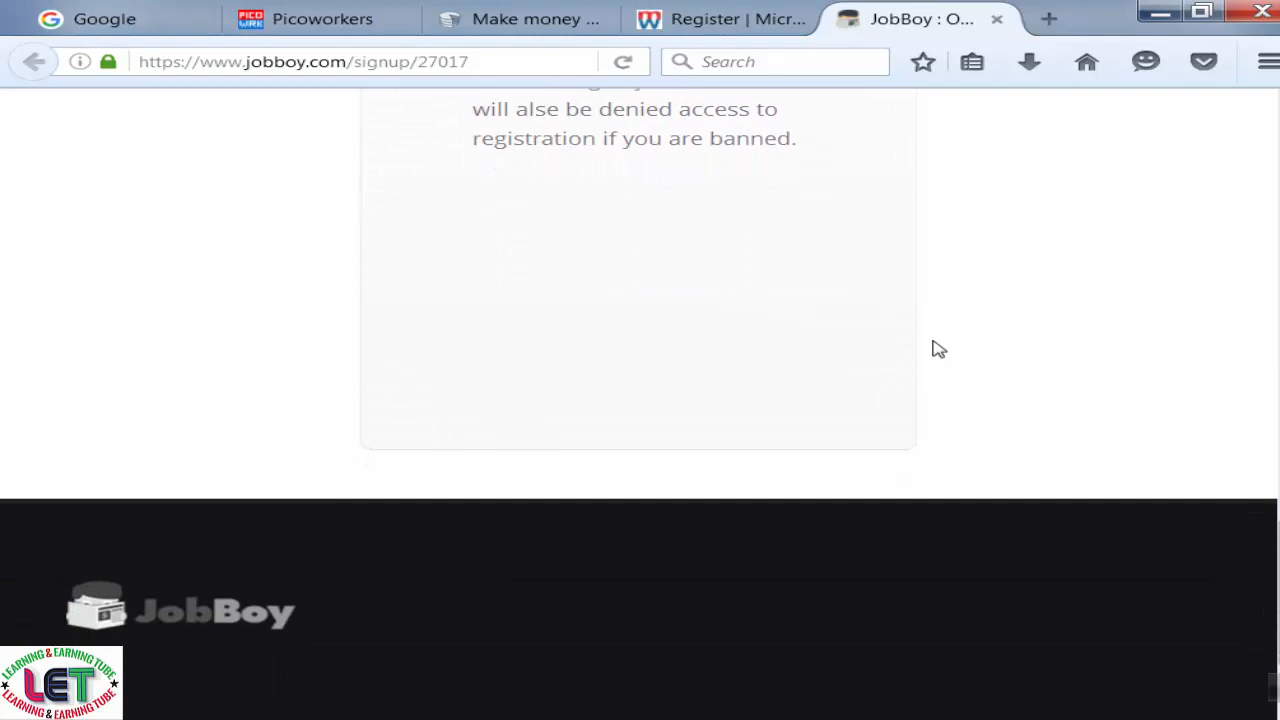 Google
Picoworkers
Make money ...
Register | Micr...
JobBoy : O...
https://www.jobboy.com/signup/27017
Search
will alse be denied access to
registration if you are banned.
JobBoy
LEARNING & EARNING TUBE
LET
LEARNING & EARNING TUBE